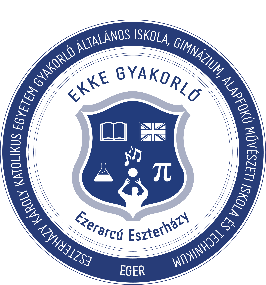 ESZTERHÁZY KÁROLY KATOLIKUS EGYETEM GYAKORLÓ ÁLTALÁNOS ISKOLA, GIMNÁZIUM, ALAPFOKÚ MŰVÉSZETI ISKOLA ÉS TECHNIKUM
EKKE GYAKORLÓ
π
Ezerarcú Eszterházy
EGER